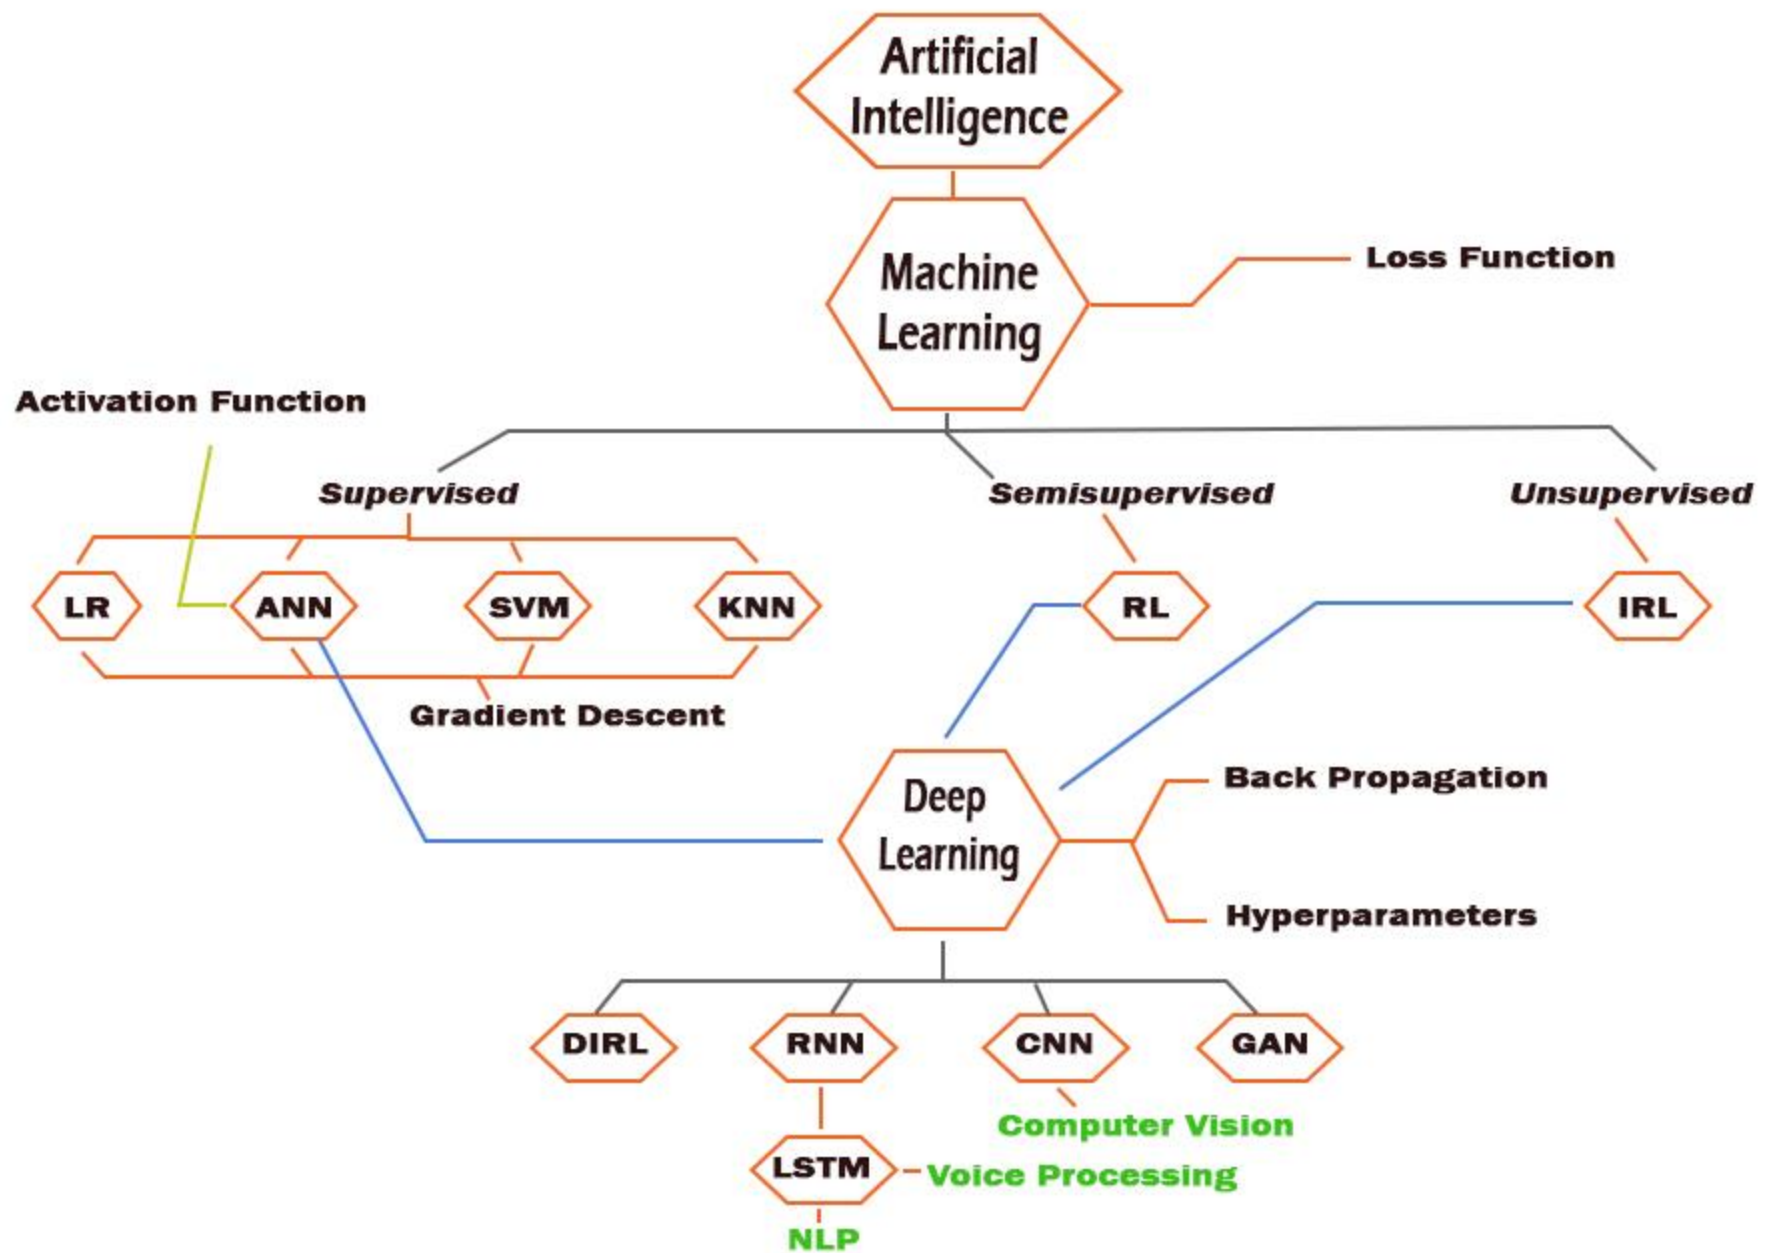 Artificial
Intelligence
Machine
Learning
Loss Function
Activation Function
Supervised
Semisupervised
Unsupervised
LR
ANN
SVM
KNN
RL
IRL
Gradient Descent
Deep
Learning
Back Propagation
Hyperparameters
DIRL
RNN
CNN
GAN
Computer Vision
LSTM
Voice Processing
NLP